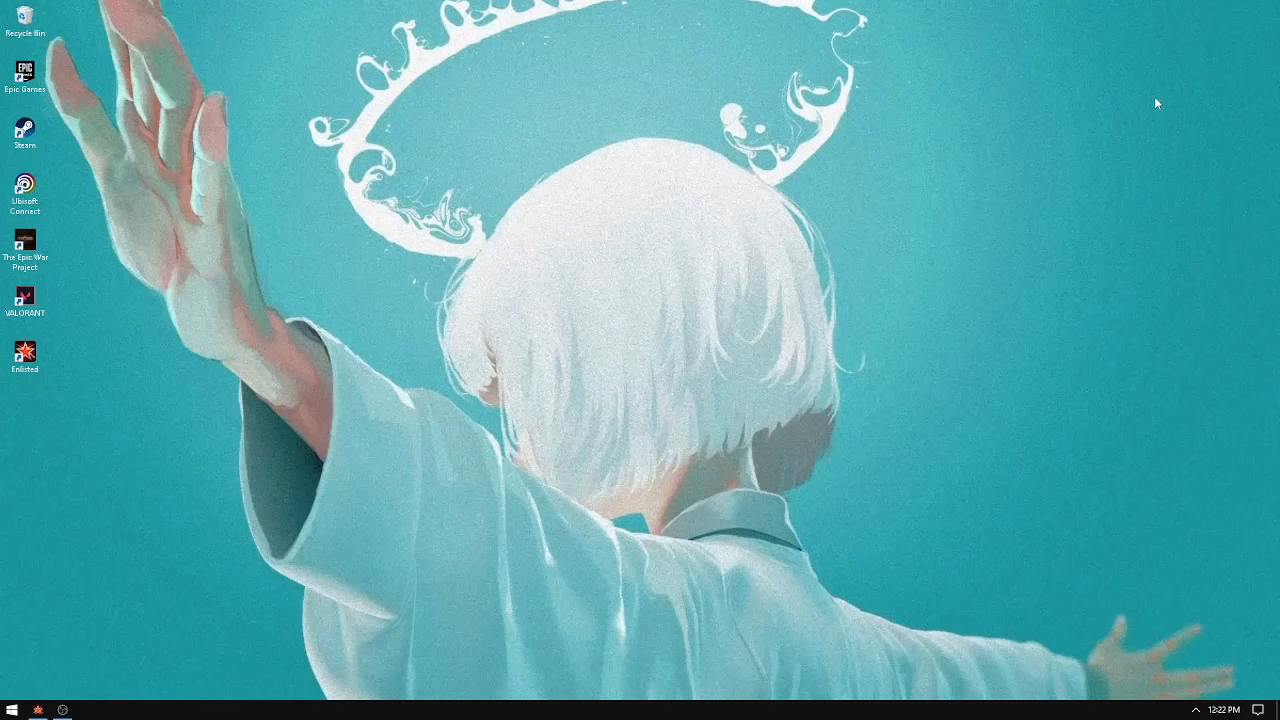 Recycle Bin
EPIC
Epic Games
Steam
Ubisoft
Connect
The Epic War
Project
VALORANT
Enlisted
12:22 PM